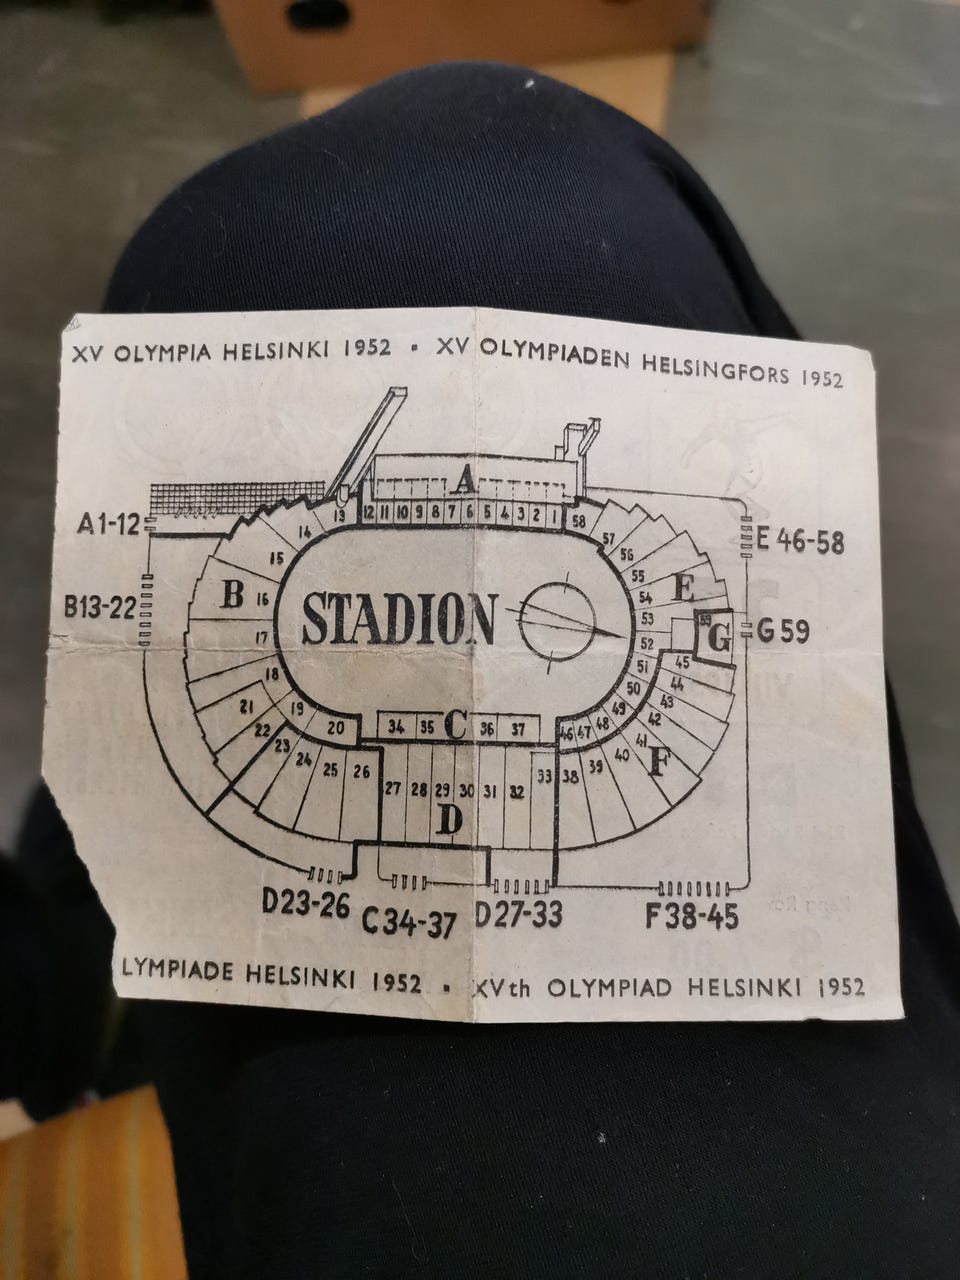 XV OLYMPIA HELSINKI 1952 • XV OLYMPIADEN HELSINGFORS 1952
A
12 11 10 9 8 7 6 5 4 3 2 1
13
58
14
57
A 1-12
E 46-58
56
15
55
B
16
54
E
B13-22
STADION
53
59
G
G 59
17
52
45
51
18
50
44
21
19
49
43
22
20
34 35 C 36 37
46 47 48
42
23
41
24
40
F
25
26
27 28 29 30 31 32 33 38 39
D
D23-26
C 34-37
D27-33
F38-45
LYMPIADE HELSINKI 1952 • XVth OLYMPIAD HELSINKI 1952